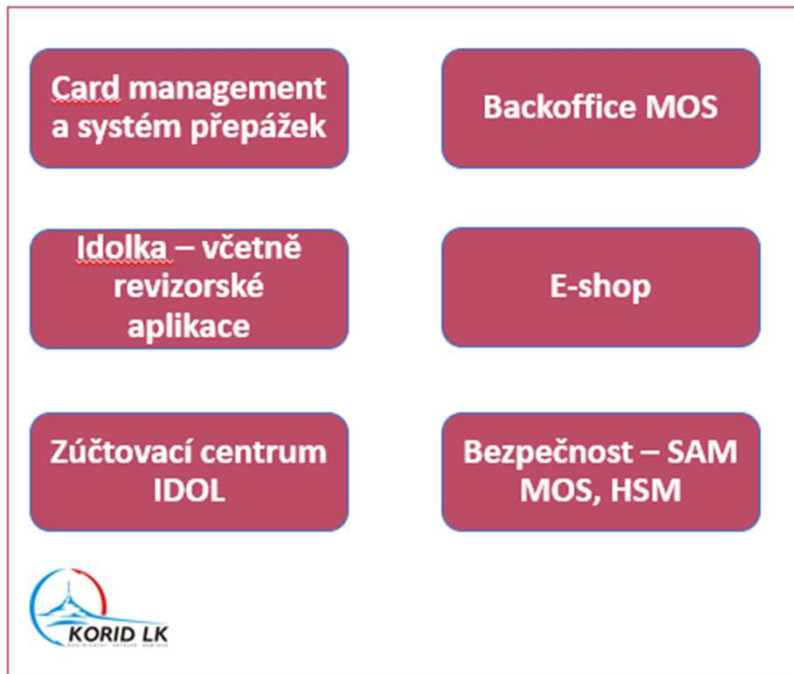 Card management
a systém přepážek
Backoffice MOS
Idolka – včetně
revizorské
aplikace
E-shop
Zúčtovací centrum
IDOL
Bezpečnost – SAM
MOS, HSM
KORID LK